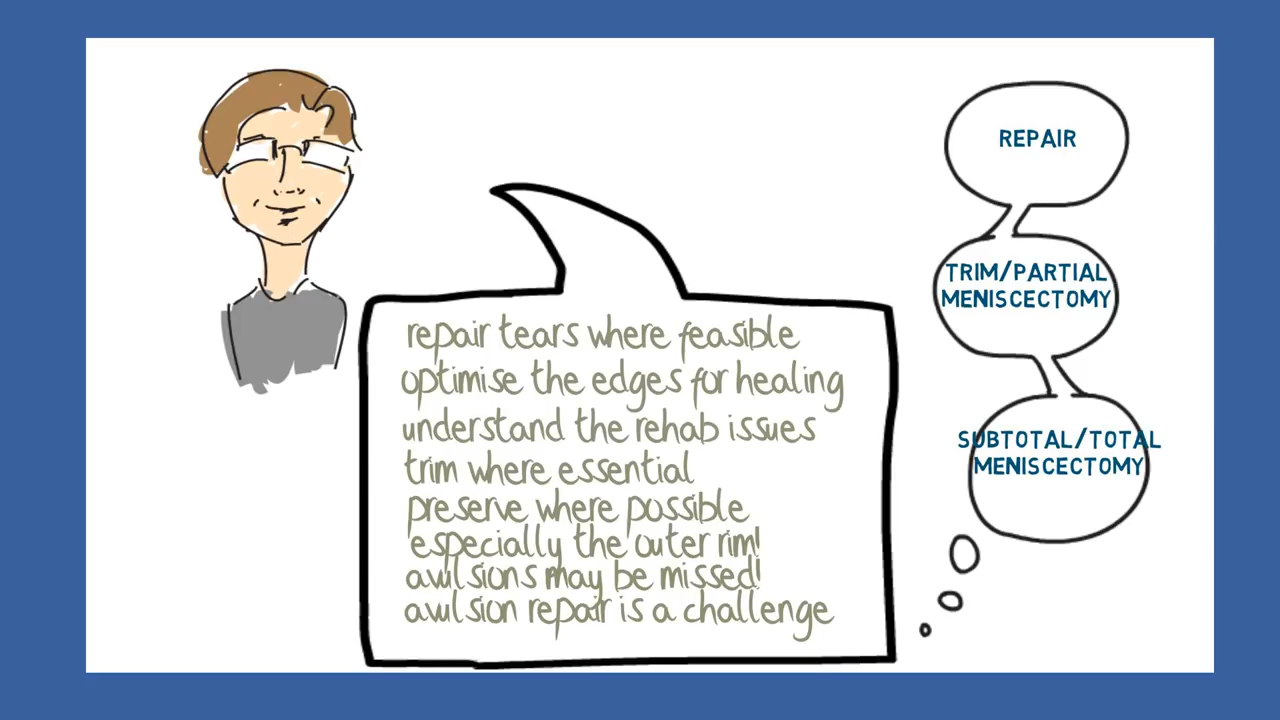 repair tears where feasible
optimise the edges for healing
understand the rehab issues
trim where essential
preserve where possible
especially the outer rim!
avulsions may be missed!
avulsion repair is a challenge
REPAIR
TRIM/PARTIAL
MENISCECTOMY
SUBTOTAL/TOTAL
MENISCECTOMY